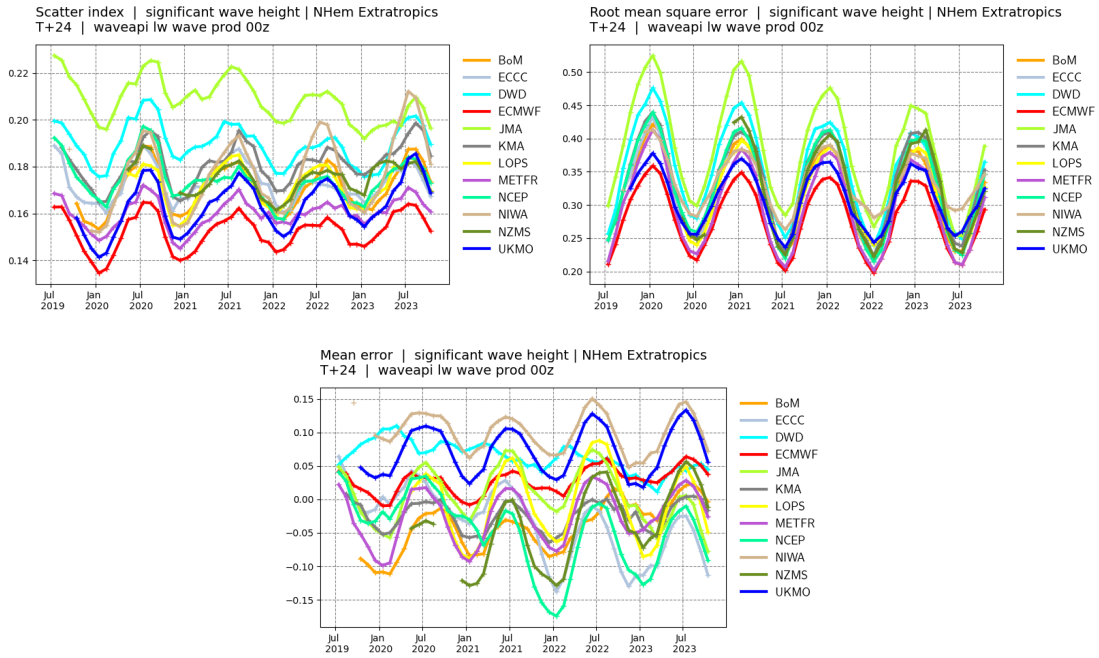 Scatter index | significant wave height | NHem Extratropics
T+24 | waveapi lw wave prod 00z
0.22
0.20
0.18
0.16
0.14
Jul
2019
Jan
2020
Jul
2020
Jan
2021
Jul
2021
Jan
2022
Jul
2022
Jan
2023
Jul
2023
BoM
ECCC
DWD
ECMWF
JMA
KMA
LOPS
METFR
NCEP
NIWA
NZMS
UKMO
Root mean square error | significant wave height | NHem Extratropics
T+24 | waveapi lw wave prod 00z
0.50
0.45
0.40
0.35
0.30
0.25
0.20
Jul
2019
Jan
2020
Jul
2020
Jan
2021
Jul
2021
Jan
2022
Jul
2022
Jan
2023
Jul
2023
BoM
ECCC
DWD
ECMWF
JMA
KMA
LOPS
METFR
NCEP
NIWA
NZMS
UKMO
Mean error | significant wave height | NHem Extratropics
T+24 | waveapi lw wave prod 00z
0.15
0.10
0.05
0.00
−0.05
−0.10
−0.15
Jul
2019
Jan
2020
Jul
2020
Jan
2021
Jul
2021
Jan
2022
Jul
2022
Jan
2023
Jul
2023
BoM
ECCC
DWD
ECMWF
JMA
KMA
LOPS
METFR
NCEP
NIWA
NZMS
UKMO